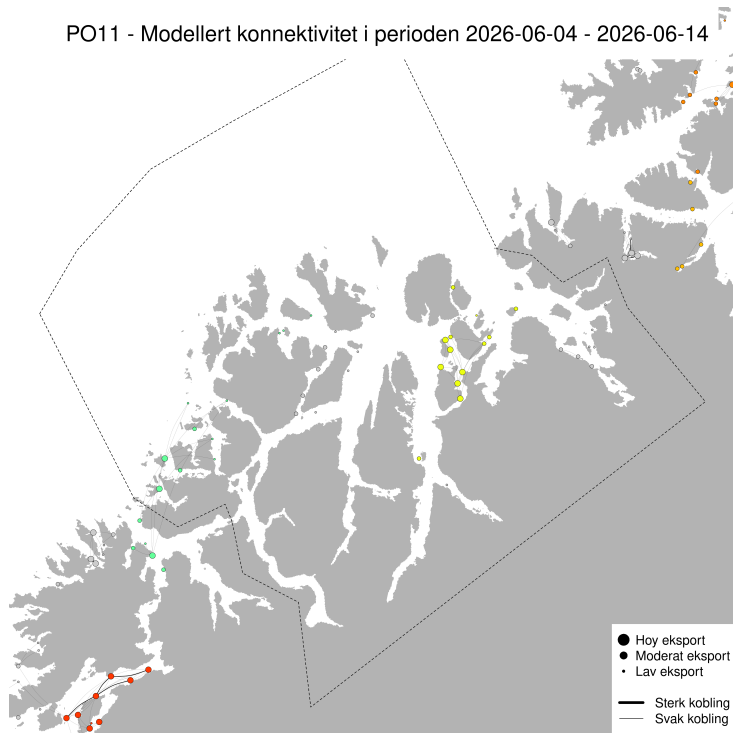 PO11 - Modellert konnektivitet i perioden 2026-06-04 - 2026-06-14
Hoy eksport
Moderat eksport
Lav eksport
Sterk kobling
Svak kobling